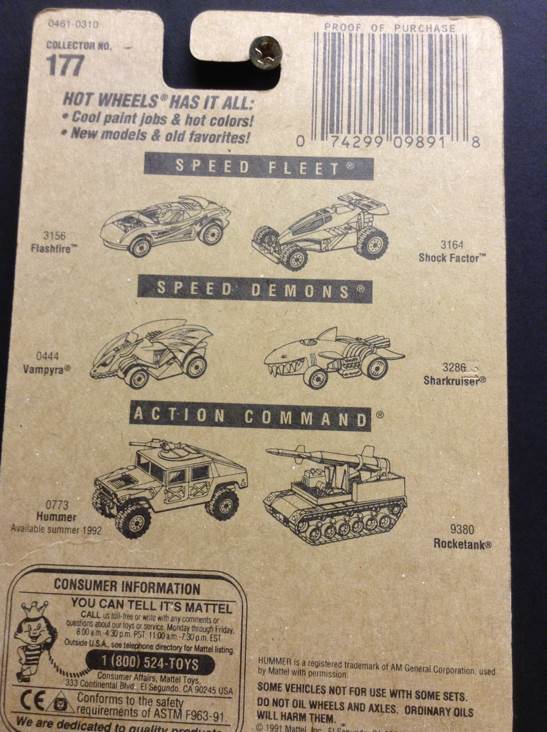 0461-0310
COLLECTOR NO.
177
PROOF OF PURCHASE
0 74299 09891 8
HOT WHEELS® HAS IT ALL:
• Cool paint jobs & hot colors!
• New models & old favorites!
SPEED FLEET®
3156
Flashfire™
3164
Shock Factor™
SPEED DEMONS®
0444
Vampyra®
3286
Sharkruiser®
ACTION COMMAND®
0773
Hummer
Available summer 1992
9380
Rocketank®
CONSUMER INFORMATION
YOU CAN TELL IT'S MATTEL
CALL us toll-free or write with any comments or
questions about our toys or service. Monday through Friday,
8:00 a.m.-4:30 p.m. PST; 11:00 a.m.-7:30 p.m. EST.
Outside U.S.A., see telephone directory for Mattel listing.
1 (800) 524-TOYS
Consumer Affairs, Mattel Toys,
333 Continental Blvd., El Segundo, CA 90245 USA
CE Conforms to the safety
requirements of ASTM F963-91
We are dedicated to quality products
HUMMER is a registered trademark of AM General Corporation, used
by Mattel with permission.
SOME VEHICLES NOT FOR USE WITH SOME SETS.
DO NOT OIL WHEELS AND AXLES. ORDINARY OILS
WILL HARM THEM.
© 1991 Mattel, Inc., El Segundo,